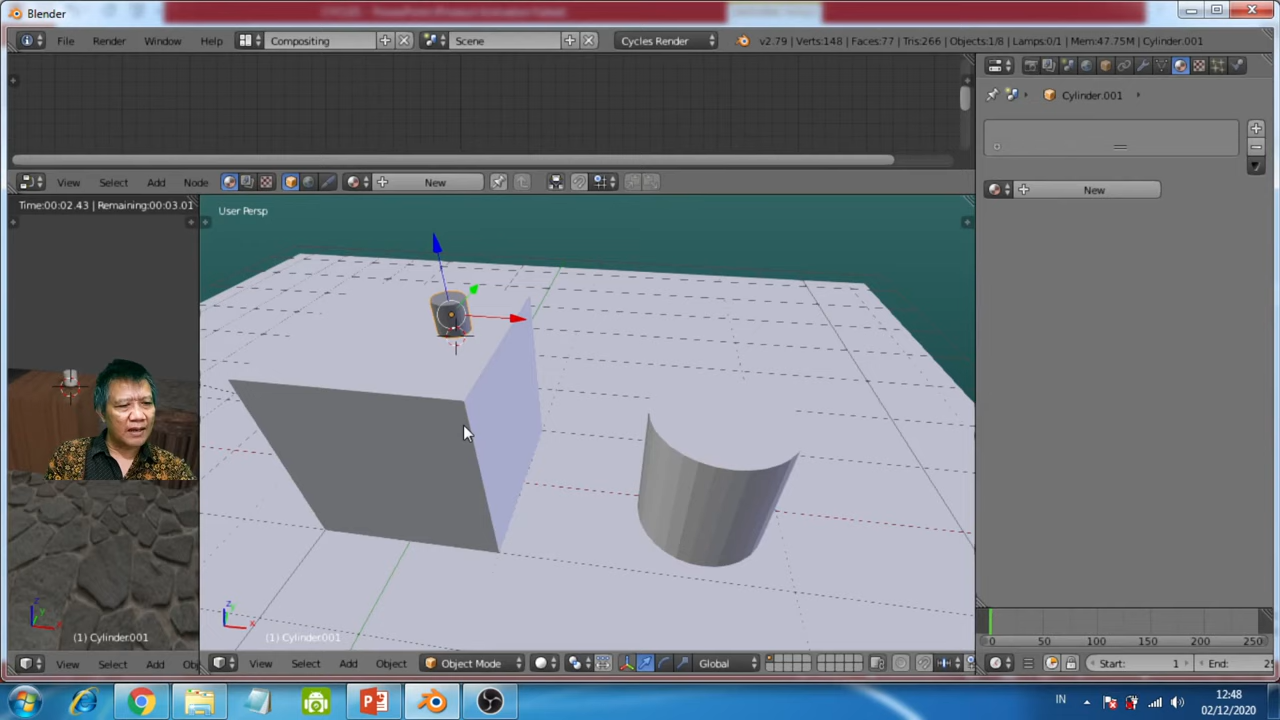 Blender
File Render Window Help Compositing Scene Cycles Render v2.79 | Verts:148 | Faces:77 | Tris:266 | Objects:1/8 | Lamps:0/1 | Mem:47.75M | Cylinder.001
Cylinder.001
View Select Add Node New
New
Time:00:02.43 | Remaining:00:03.01
User Persp
(1) Cylinder.001
(1) Cylinder.001
0 50 100 150 200 250
View Select Add
View Select Add Object Object Mode Global
Start: 1 End:
IN
12:48
02/12/2020